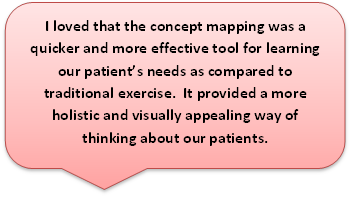 I loved that the concept mapping was a
quicker and more effective tool for learning
our patient's needs as compared to
traditional exercise.  It provided a more
holistic and visually appealing way of
thinking about our patients.